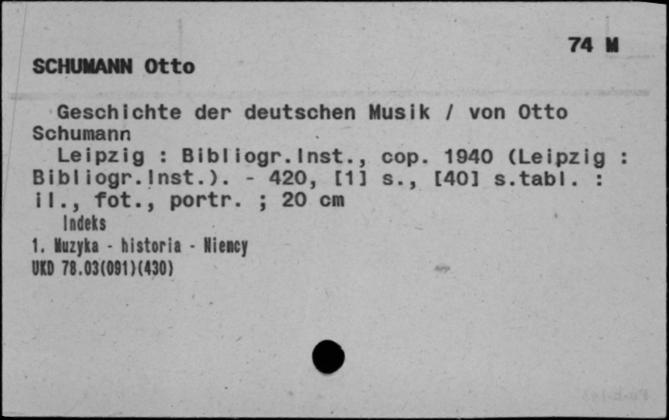 74 M
SCHUMANN Otto
Geschichte der deutschen Musik / von Otto
Schumann
Leipzig : Bibliogr.Inst., cop. 1940 (Leipzig :
Bibliogr.Inst.). - 420, [1] s., [40] s.tabl. :
il., fot., portr. ; 20 cm
Indeks
1. Muzyka - historia - Niemcy
UKD 78.03(091)(430)